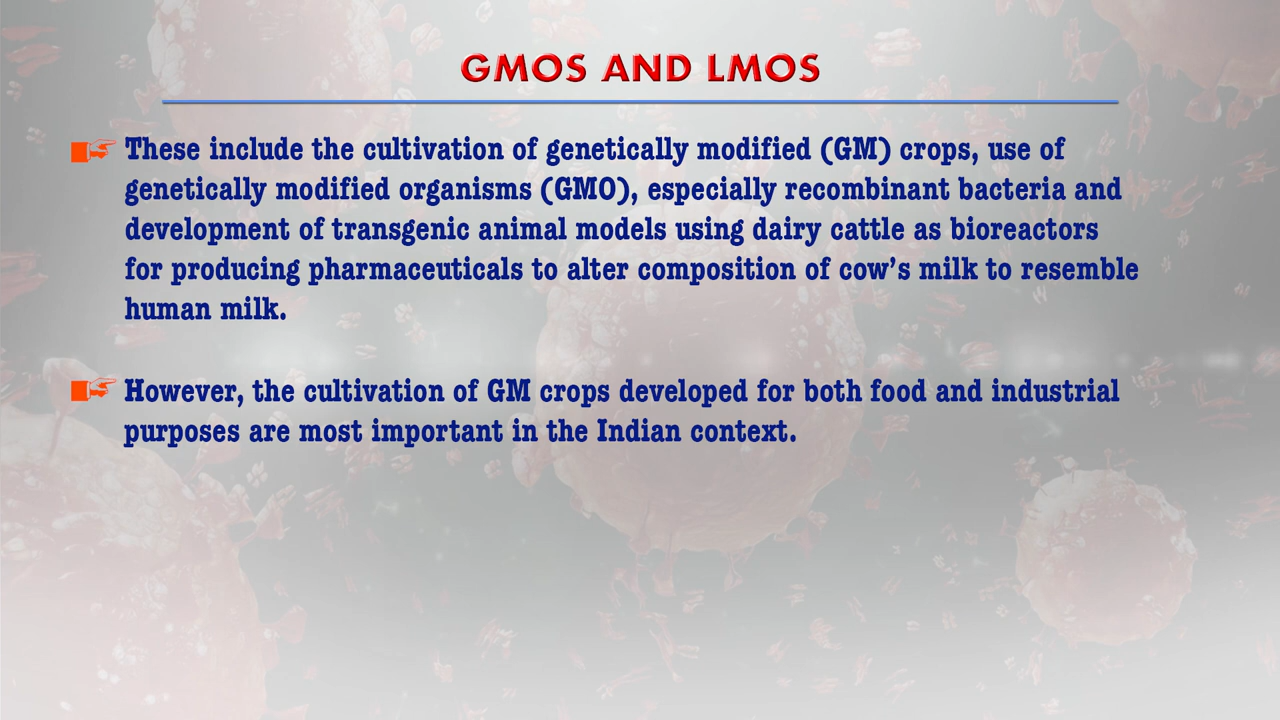 GMOS AND LMOS
These include the cultivation of genetically modified (GM) crops, use of
genetically modified organisms (GMO), especially recombinant bacteria and
development of transgenic animal models using dairy cattle as bioreactors
for producing pharmaceuticals to alter composition of cow’s milk to resemble
human milk.
However, the cultivation of GM crops developed for both food and industrial
purposes are most important in the Indian context.